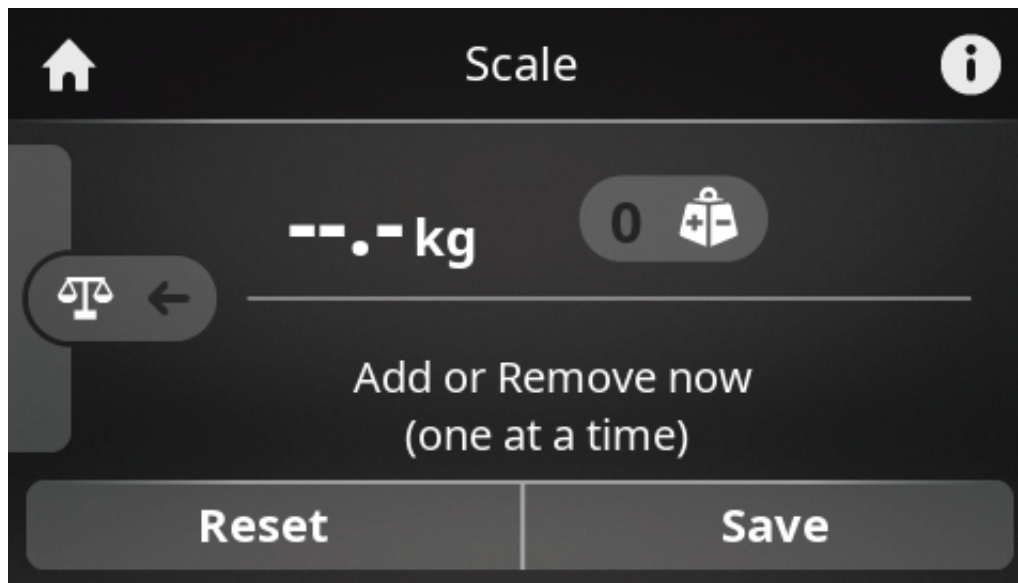 Scale
--.- kg
0
Add or Remove now
(one at a time)
Reset
Save